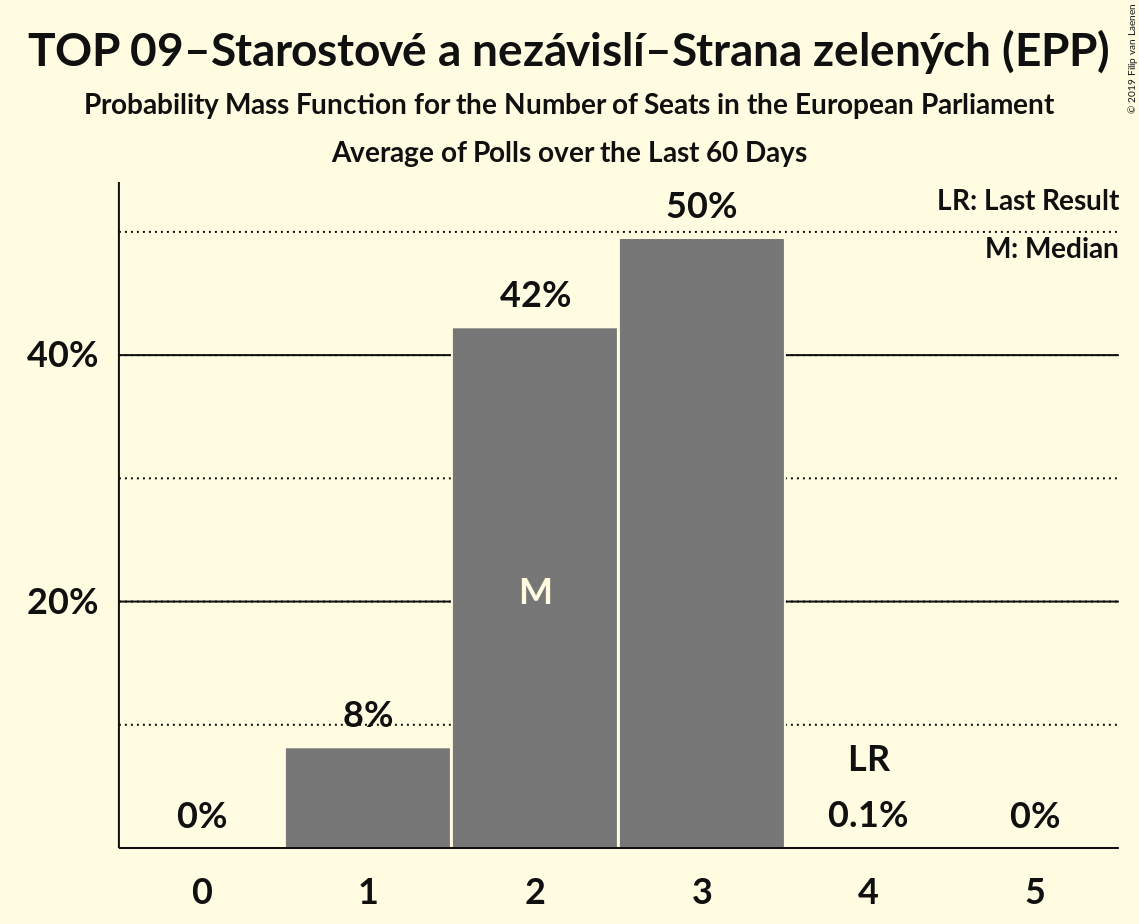 TOP 09–Starostové a nezávislí–Strana zelených (EPP)
Probability Mass Function for the Number of Seats in the European Parliament
Average of Polls over the Last 60 Days
© 2019 Filip van Laenen
LR: Last Result
M: Median
50%
42%
40%
M
20%
8%
LR
0%
0.1%
0%
0 1 2 3 4 5